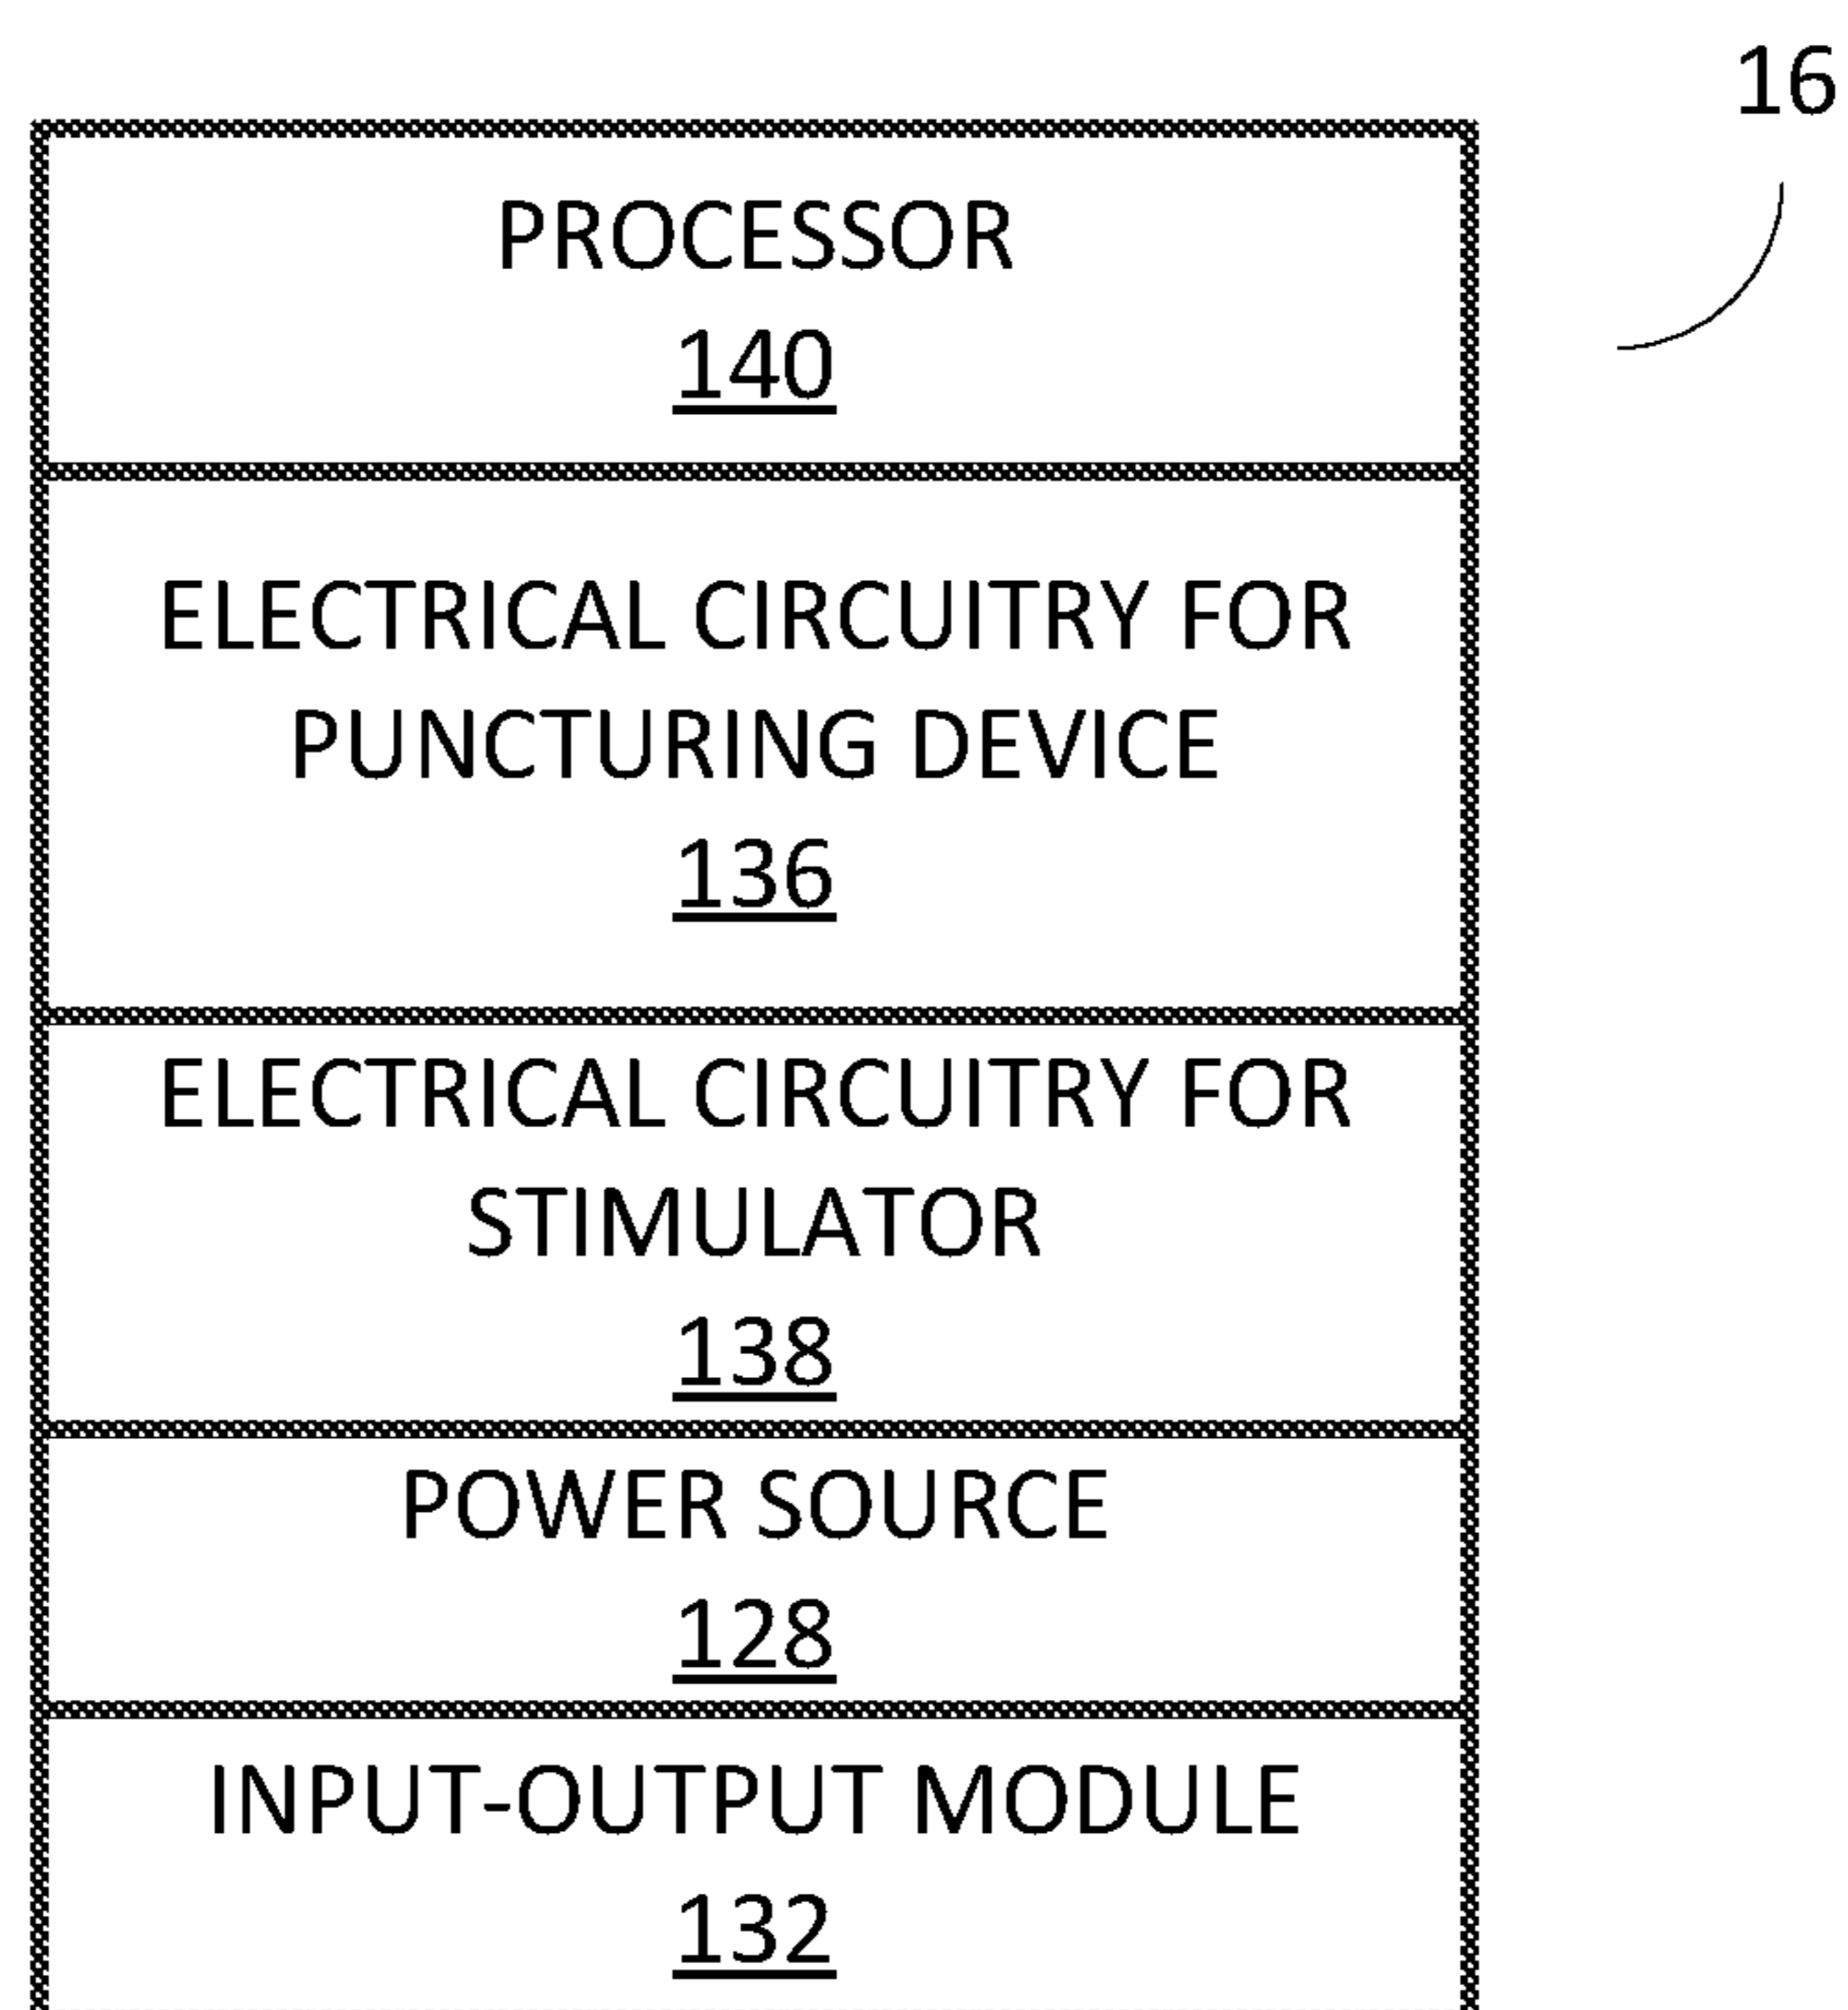 16
PROCESSOR
140
ELECTRICAL CIRCUITRY FOR
PUNCTURING DEVICE
136
ELECTRICAL CIRCUITRY FOR
STIMULATOR
138
POWER SOURCE
128
INPUT-OUTPUT MODULE
132